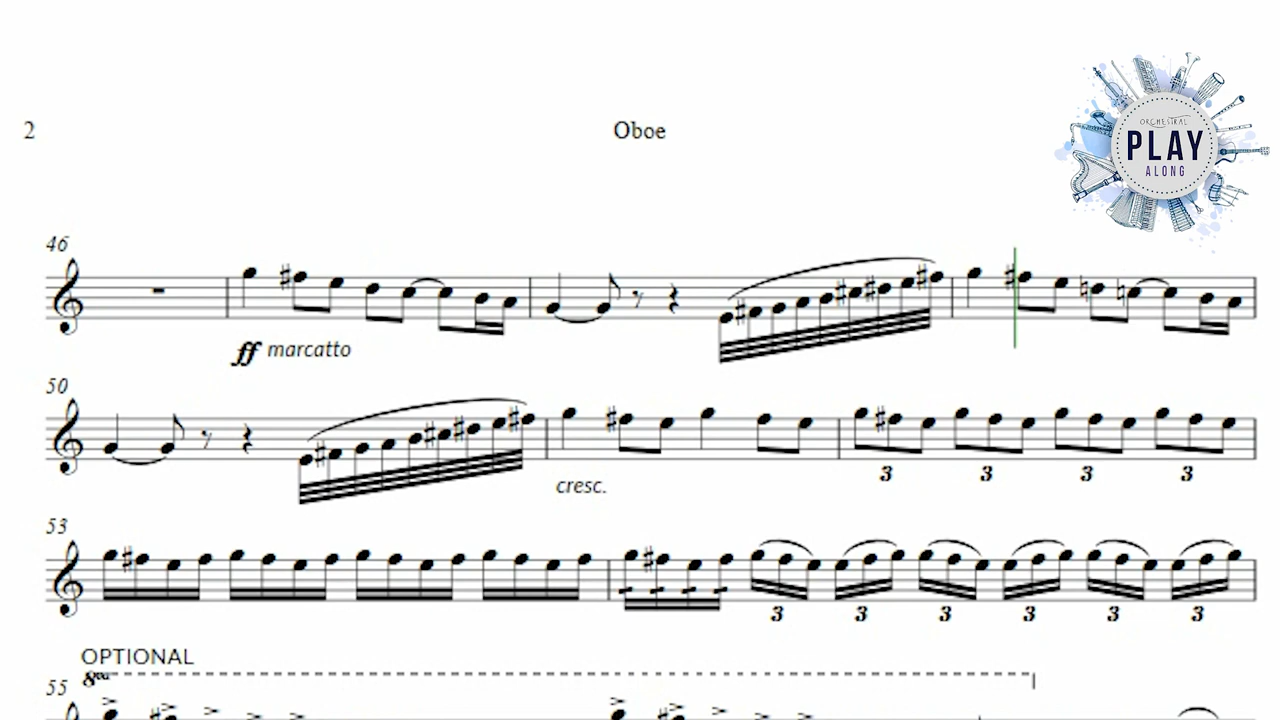 ORCHESTRAL
PLAY
ALONG
2
Oboe
46
ff marcatto
50
cresc.
3 3 3 3
53
3 3 3 3 3 3
OPTIONAL
8va
55